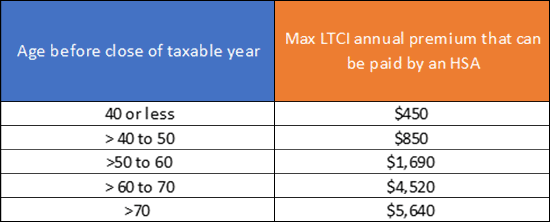 Age before close of taxable year
Max LTCI annual premium that can
be paid by an HSA
40 or less
$450
> 40 to 50
$850
>50 to 60
$1,690
> 60 to 70
$4,520
>70
$5,640